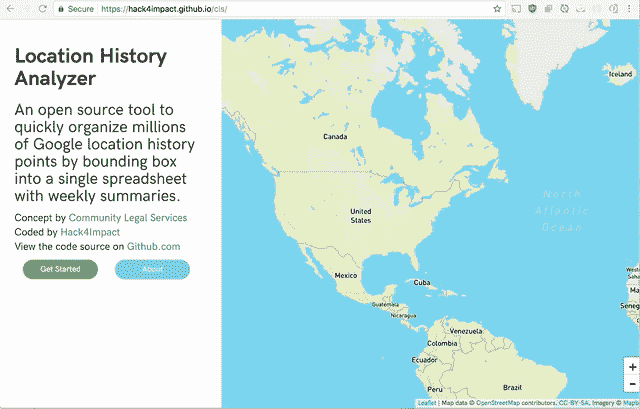 Secure https://hack4impact.github.io/cls/
Location History
Analyzer
An open source tool to
quickly organize millions
of Google location history
points by bounding box
into a single spreadsheet
with weekly summaries.
Concept by Community Legal Services
Coded by Hack4Impact
View the code source on Github.com
Get Started
About
Iceland
Canada
North
Atlantic
Ocean
United
States
Mexico
Cuba
Guatemala
Nicaragua
Venezuela
Colombia
Ecuador
Peru
Brazil
+
−
Leaflet | Map data © OpenStreetMap contributors, CC-BY-SA, Imagery ©